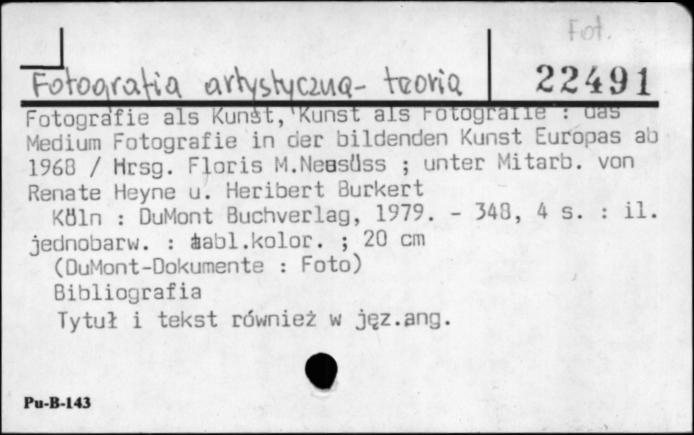 Fot.
Fotografia artystyczna - teoria 22491
Fotografie als Kunst, Kunst als Fotografie : das
Medium Fotografie in der bildenden Kunst Europas ab
1968 / Hrsg. Floris M.Neusüss ; unter Mitarb. von
Renate Heyne u. Heribert Burkert
Köln : DuMont Buchverlag, 1979. - 348, 4 s. : il.
jednobarw. : tabl.kolor. ; 20 cm
(DuMont-Dokumente : Foto)
Bibliografia
Tytuł i tekst również w jęz.ang.
Pu-B-143